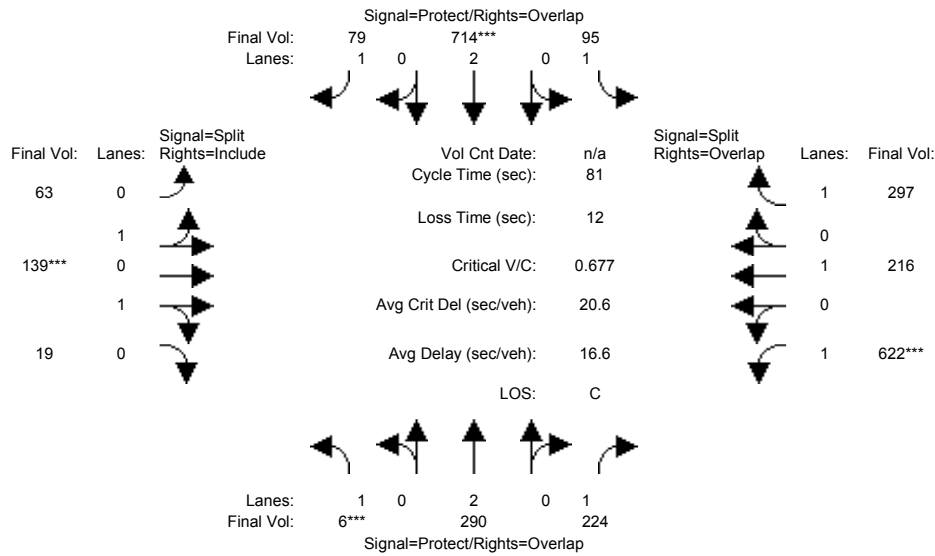 Signal=Protect/Rights=Overlap
Final Vol: 79 714*** 95
Lanes: 1 0 2 0 1
Signal=Split
Final Vol: Lanes: Rights=Include
Vol Cnt Date: n/a
Signal=Split
Rights=Overlap Lanes: Final Vol:
Cycle Time (sec): 81
63 0
1 297
Loss Time (sec): 12
1
0
139*** 0
Critical V/C: 0.677
1 216
1
Avg Crit Del (sec/veh): 20.6
0
19 0
Avg Delay (sec/veh): 16.6
1 622***
LOS: C
Lanes: 1 0 2 0 1
Final Vol: 6*** 290 224
Signal=Protect/Rights=Overlap